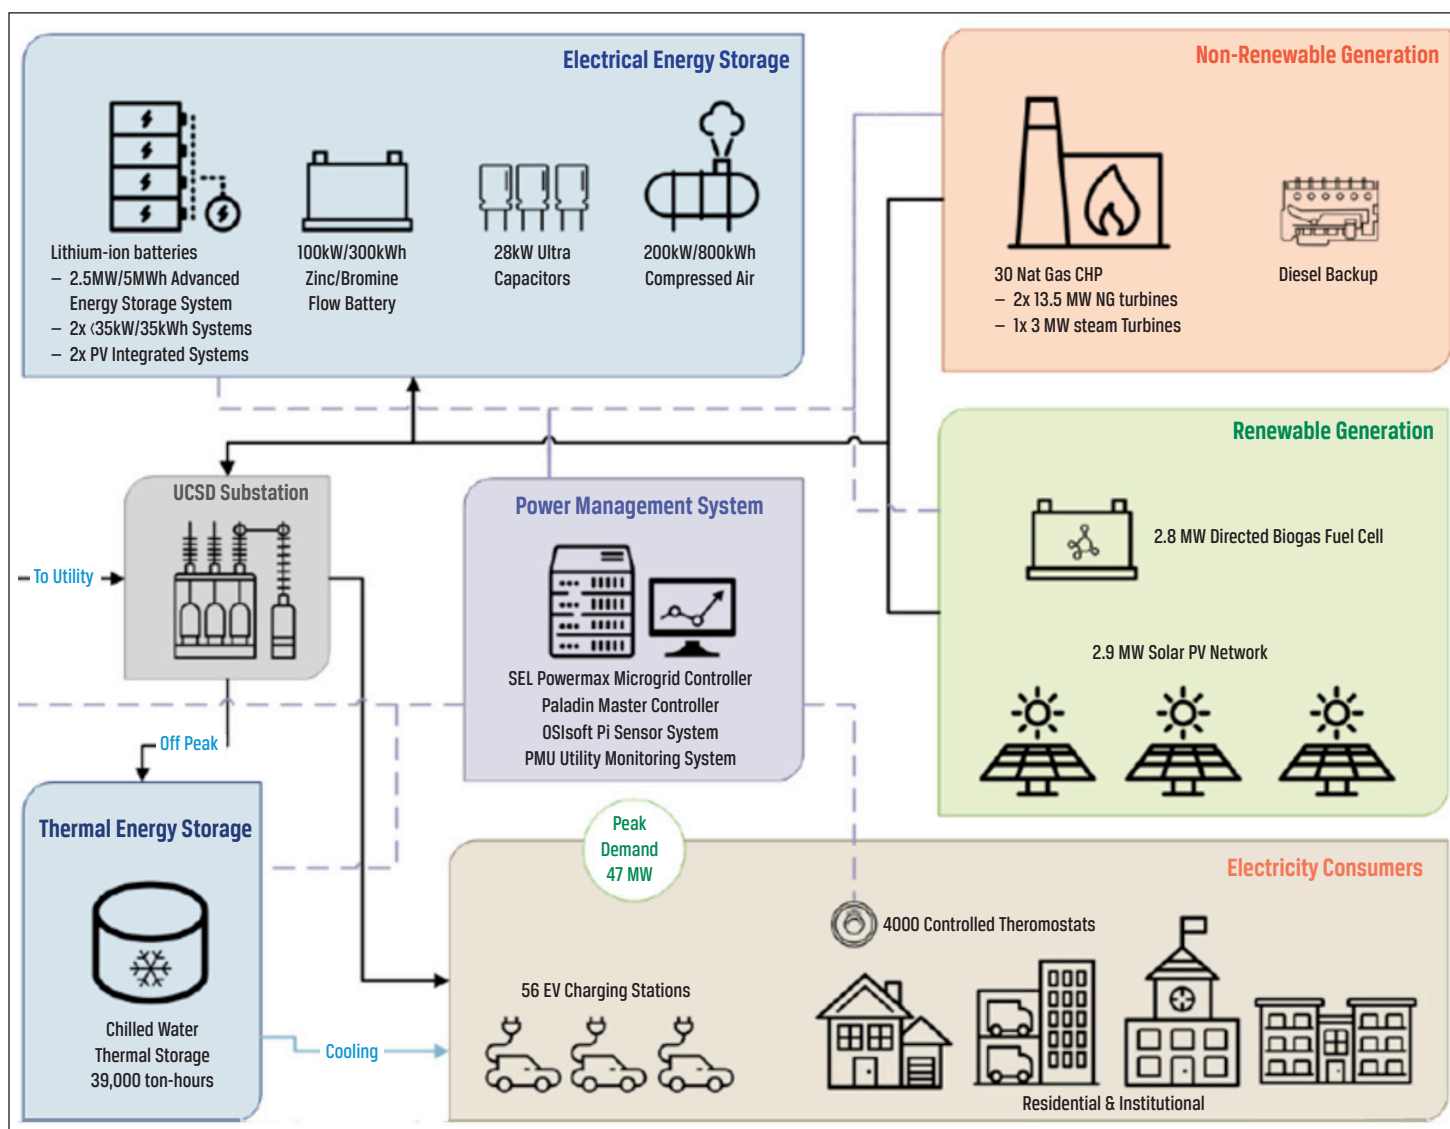 Electrical Energy Storage
Lithium-ion batteries
– 2.5MW/5MWh Advanced
Energy Storage System
– 2x <35kW/35kWh Systems
– 2x PV Integrated Systems
100kW/300kWh
Zinc/Bromine
Flow Battery
28kW Ultra
Capacitors
200kW/800kWh
Compressed Air
Non-Renewable Generation
30 Nat Gas CHP
– 2x 13.5 MW NG turbines
– 1x 3 MW steam Turbines
Diesel Backup
Renewable Generation
2.8 MW Directed Biogas Fuel Cell
2.9 MW Solar PV Network
UCSD Substation
To Utility
Off Peak
Power Management System
SEL Powermax Microgrid Controller
Paladin Master Controller
OSIsoft Pi Sensor System
PMU Utility Monitoring System
Thermal Energy Storage
Chilled Water
Thermal Storage
39,000 ton-hours
Cooling
Peak
Demand
47 MW
Electricity Consumers
4000 Controlled Theromostats
56 EV Charging Stations
Residential & Institutional